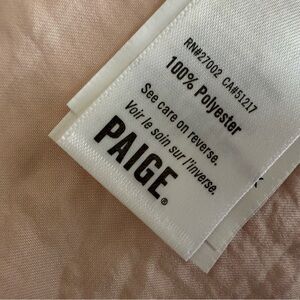 RN#27002 CA#51217
100% Polyester
See care on reverse.
Voir le soin sur l'inverse.
PAIGE®